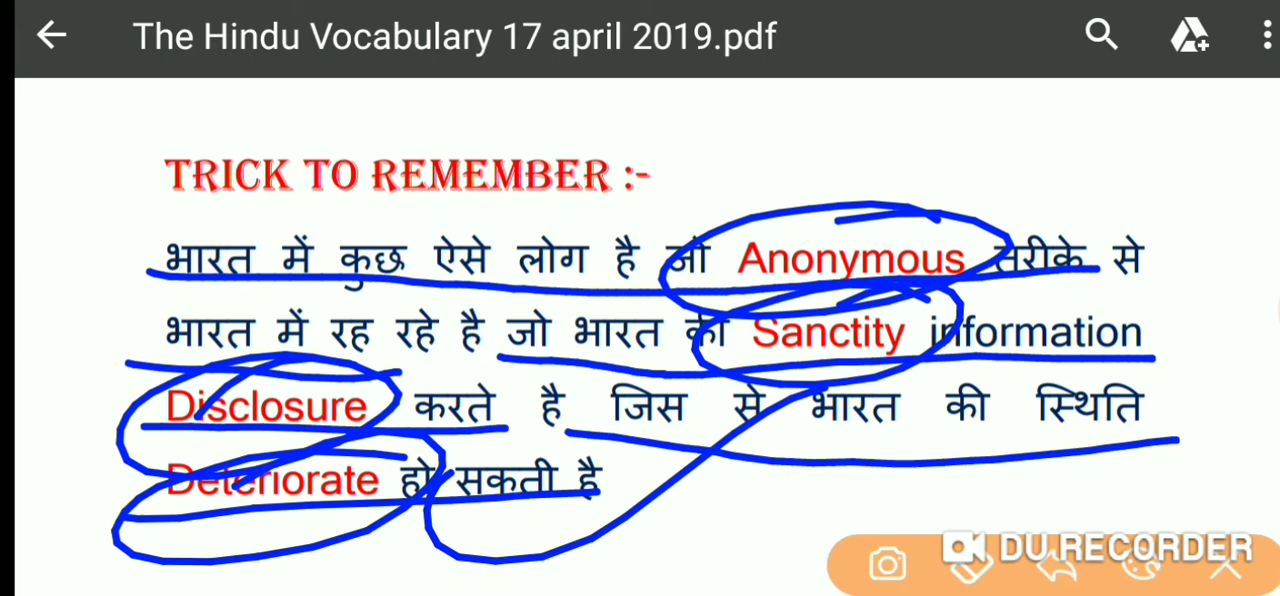 The Hindu Vocabulary 17 april 2019.pdf
TRICK TO REMEMBER :-
भारत में कुछ ऐसे लोग है जो Anonymous तरीके से
भारत में रह रहे है जो भारत की Sanctity information
Disclosure करते है जिस से भारत की स्थिति
Deteriorate हो सकती है
DU RECORDER